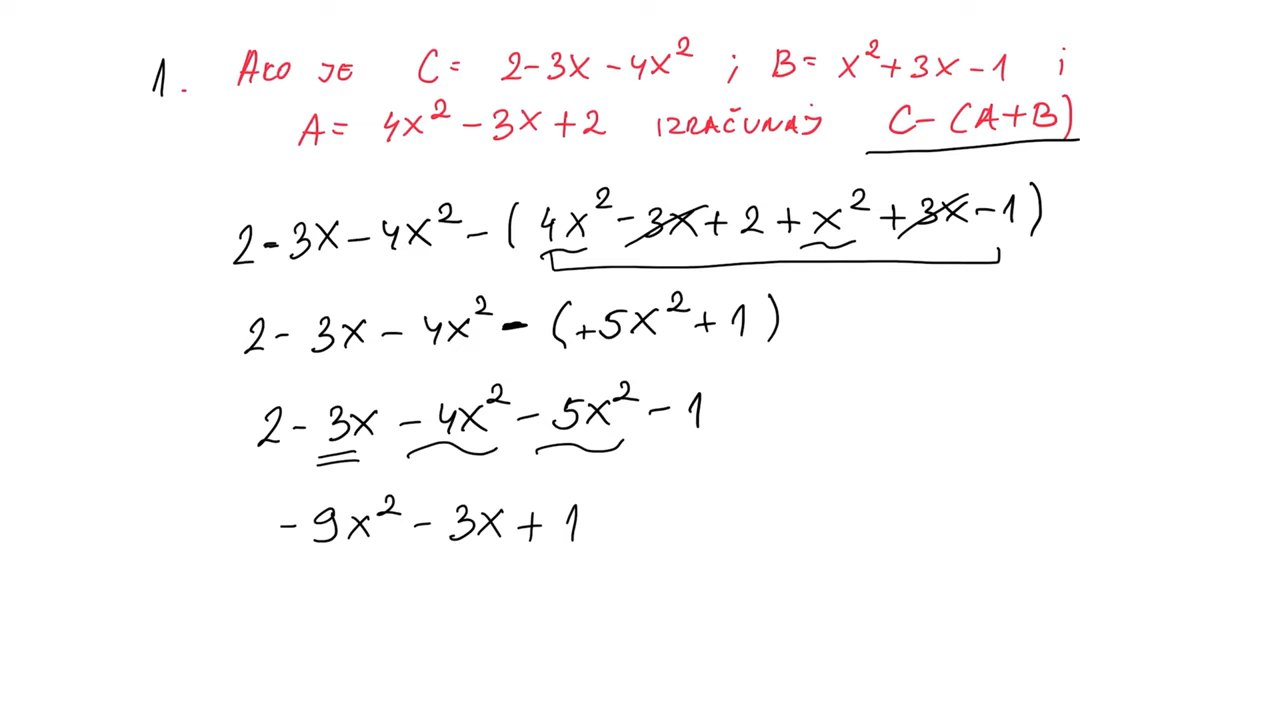 1. AKO JE C= 2-3x-4x² ; B= x²+3x-1 i
A= 4x²-3x+2 IZRAČUNAJ C-(A+B)
2-3x-4x²-(4x²-3x+2+x²+3x-1)
2-3x-4x²-(+5x²+1)
2-3x-4x²-5x²-1
-9x²-3x+1